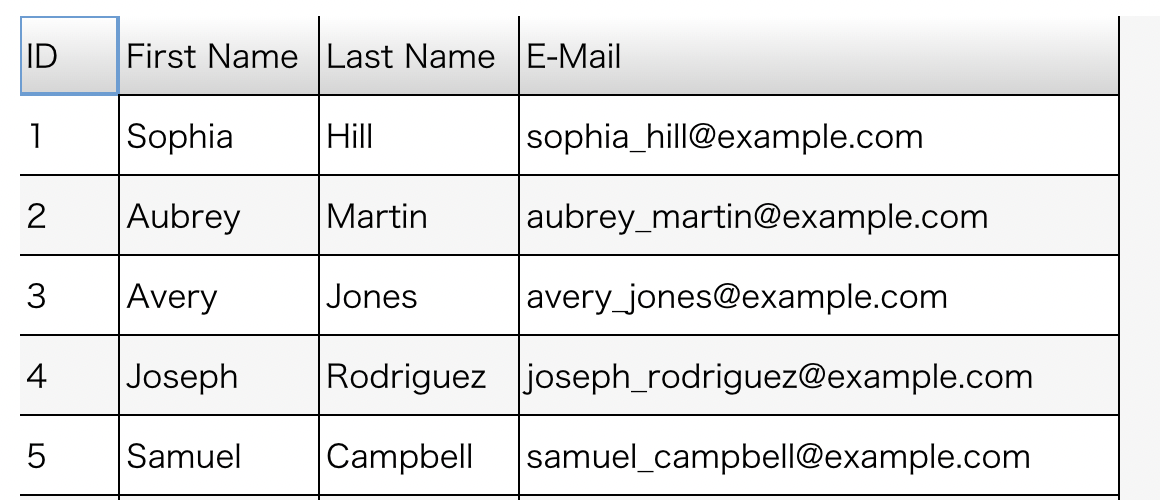 ID First Name Last Name E-Mail
1 Sophia Hill sophia_hill@example.com
2 Aubrey Martin aubrey_martin@example.com
3 Avery Jones avery_jones@example.com
4 Joseph Rodriguez joseph_rodriguez@example.com
5 Samuel Campbell samuel_campbell@example.com